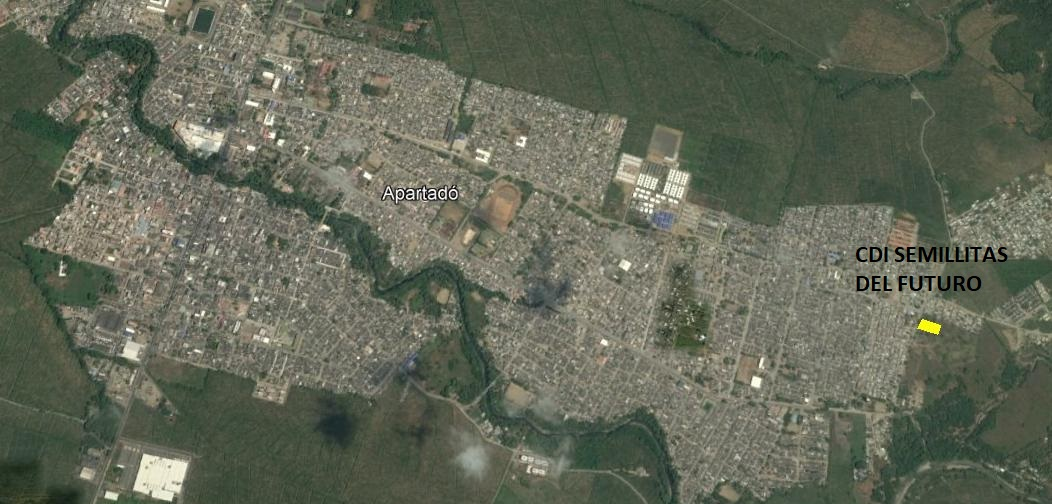 Apartadó
CDI SEMILLITAS
DEL FUTURO